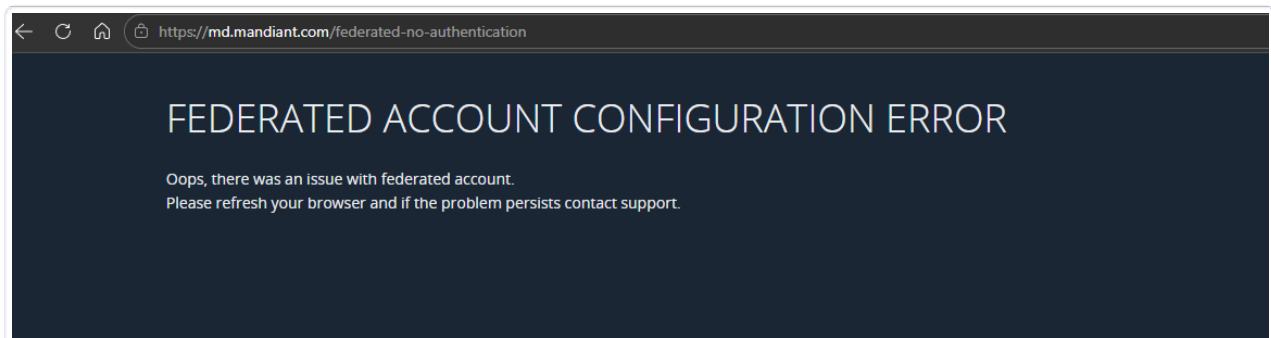 https://md.mandiant.com/federated-no-authentication
FEDERATED ACCOUNT CONFIGURATION ERROR
Oops, there was an issue with federated account.
Please refresh your browser and if the problem persists contact support.